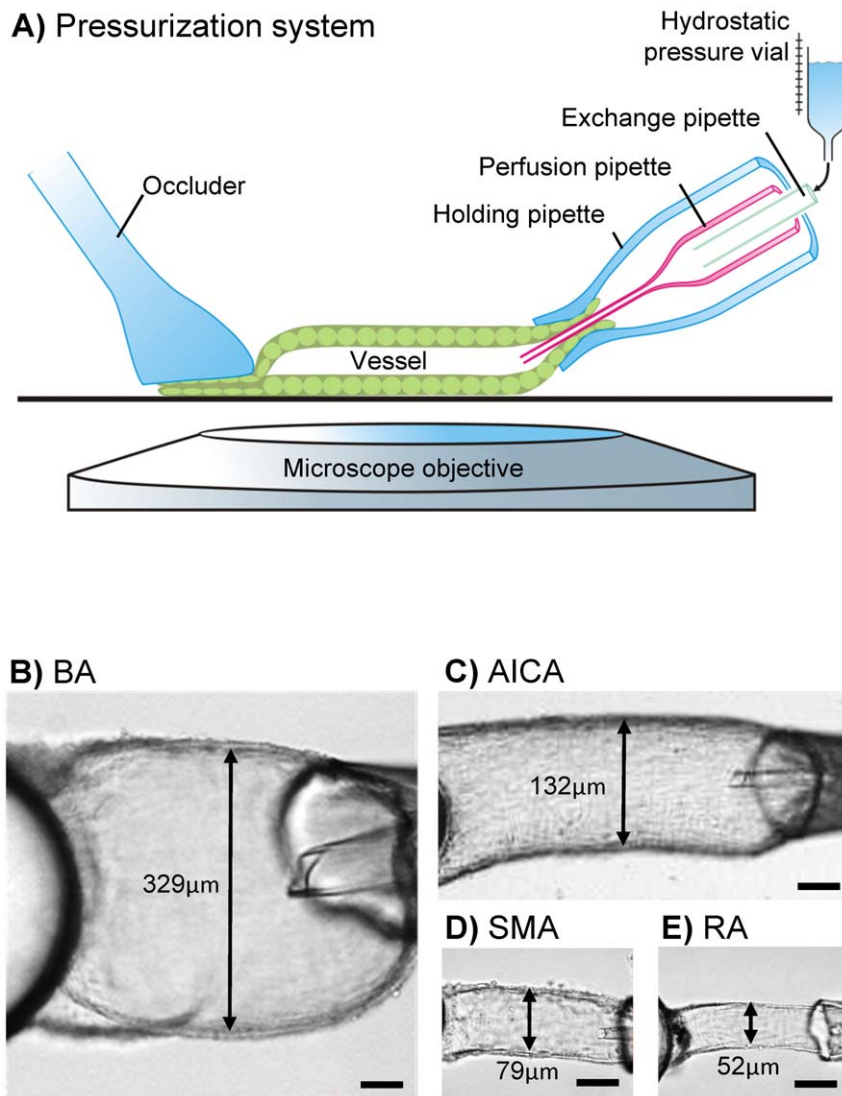 A) Pressurization system
Hydrostatic
pressure vial
Exchange pipette
Perfusion pipette
Holding pipette
Occluder
Vessel
Microscope objective
B) BA
329µm
C) AICA
132µm
D) SMA
79µm
E) RA
52µm